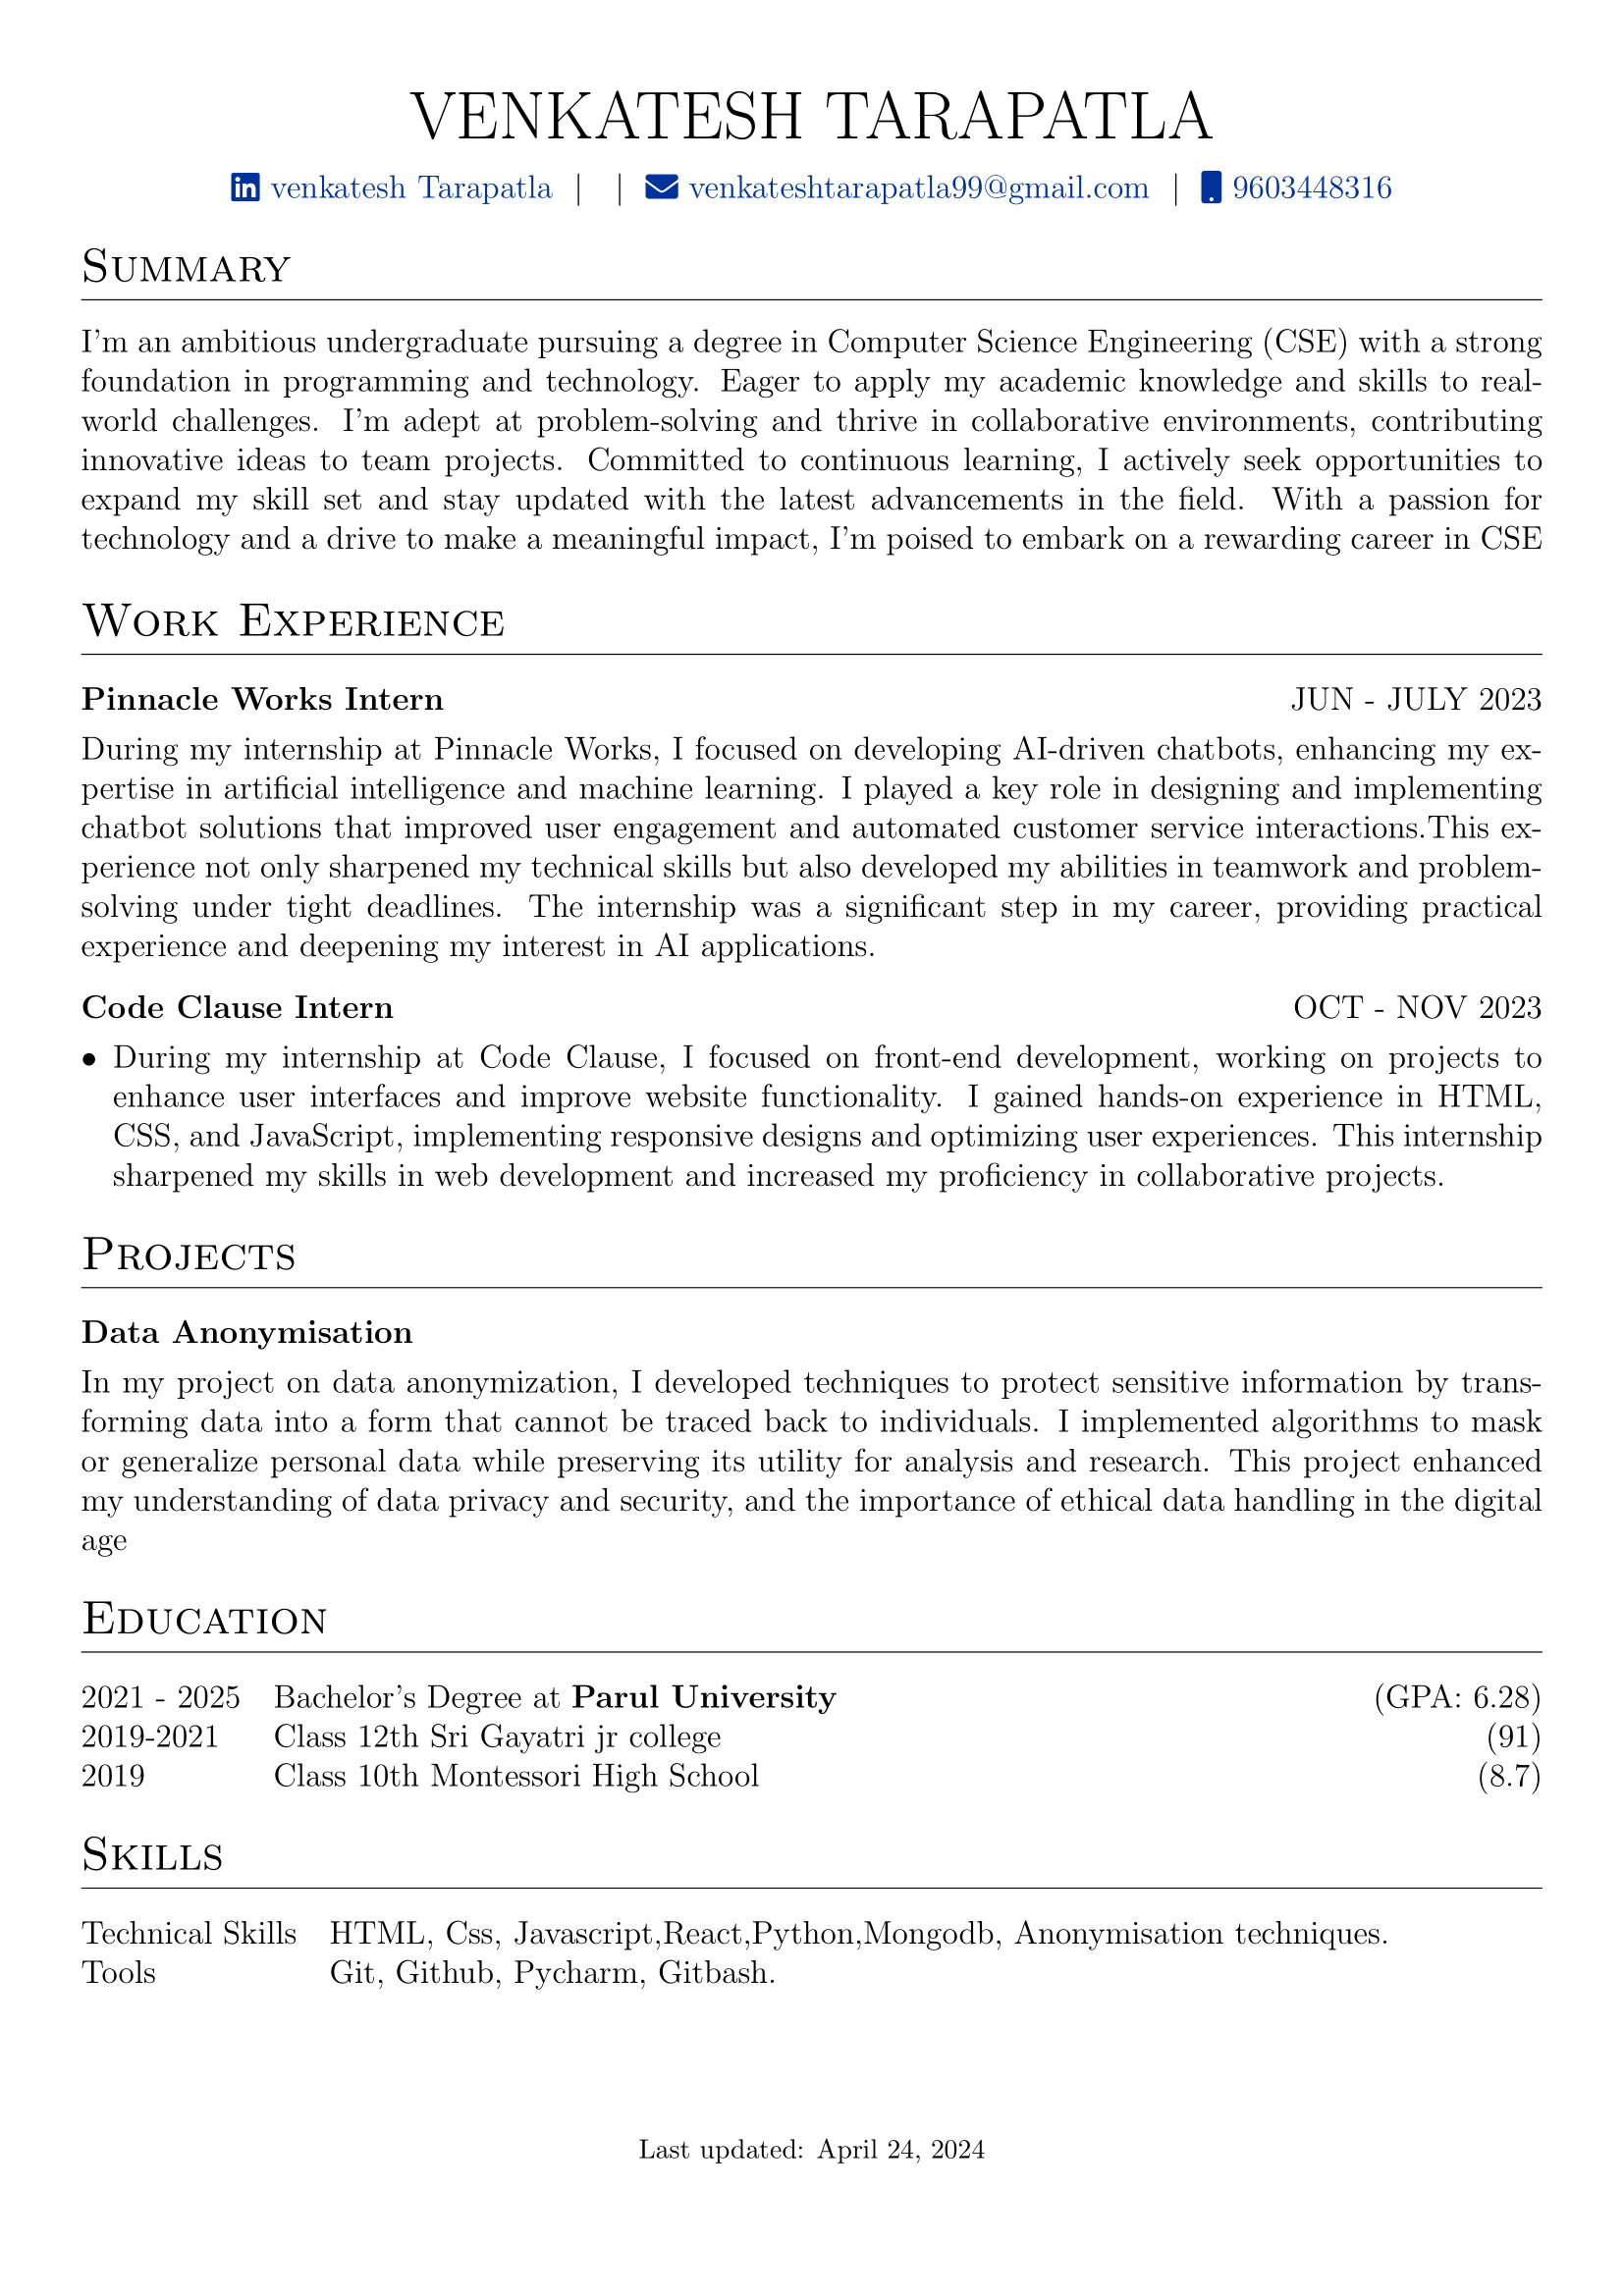 VENKATESH TARAPATLA
venkatesh Tarapatla | | venkateshtarapatla99@gmail.com | 9603448316
Summary
I'm an ambitious undergraduate pursuing a degree in Computer Science Engineering (CSE) with a strong
foundation in programming and technology. Eager to apply my academic knowledge and skills to real-
world challenges. I'm adept at problem-solving and thrive in collaborative environments, contributing
innovative ideas to team projects. Committed to continuous learning, I actively seek opportunities to
expand my skill set and stay updated with the latest advancements in the field. With a passion for
technology and a drive to make a meaningful impact, I'm poised to embark on a rewarding career in CSE
Work Experience
Pinnacle Works Intern JUN - JULY 2023
During my internship at Pinnacle Works, I focused on developing AI-driven chatbots, enhancing my ex-
pertise in artificial intelligence and machine learning. I played a key role in designing and implementing
chatbot solutions that improved user engagement and automated customer service interactions.This ex-
perience not only sharpened my technical skills but also developed my abilities in teamwork and problem-
solving under tight deadlines. The internship was a significant step in my career, providing practical
experience and deepening my interest in AI applications.
Code Clause Intern OCT - NOV 2023
• During my internship at Code Clause, I focused on front-end development, working on projects to
enhance user interfaces and improve website functionality. I gained hands-on experience in HTML,
CSS, and JavaScript, implementing responsive designs and optimizing user experiences. This internship
sharpened my skills in web development and increased my proficiency in collaborative projects.
Projects
Data Anonymisation
In my project on data anonymization, I developed techniques to protect sensitive information by trans-
forming data into a form that cannot be traced back to individuals. I implemented algorithms to mask
or generalize personal data while preserving its utility for analysis and research. This project enhanced
my understanding of data privacy and security, and the importance of ethical data handling in the digital
age
Education
2021 - 2025 Bachelor's Degree at Parul University (GPA: 6.28)
2019-2021 Class 12th Sri Gayatri jr college (91)
2019 Class 10th Montessori High School (8.7)
Skills
Technical Skills HTML, Css, Javascript,React,Python,Mongodb, Anonymisation techniques.
Tools Git, Github, Pycharm, Gitbash.
Last updated: April 24, 2024